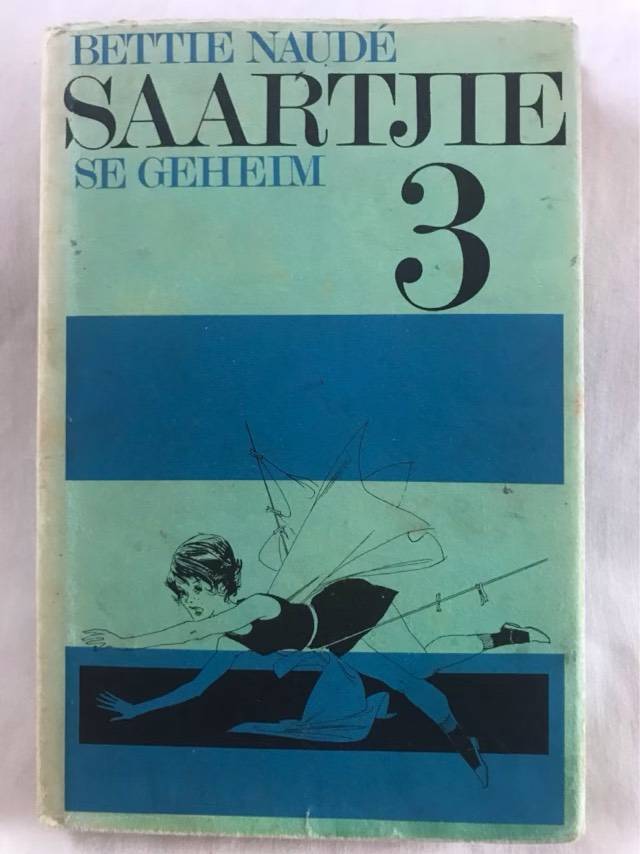 BETTIE NAUDÉ
SAARTJIE
SE GEHEIM
3